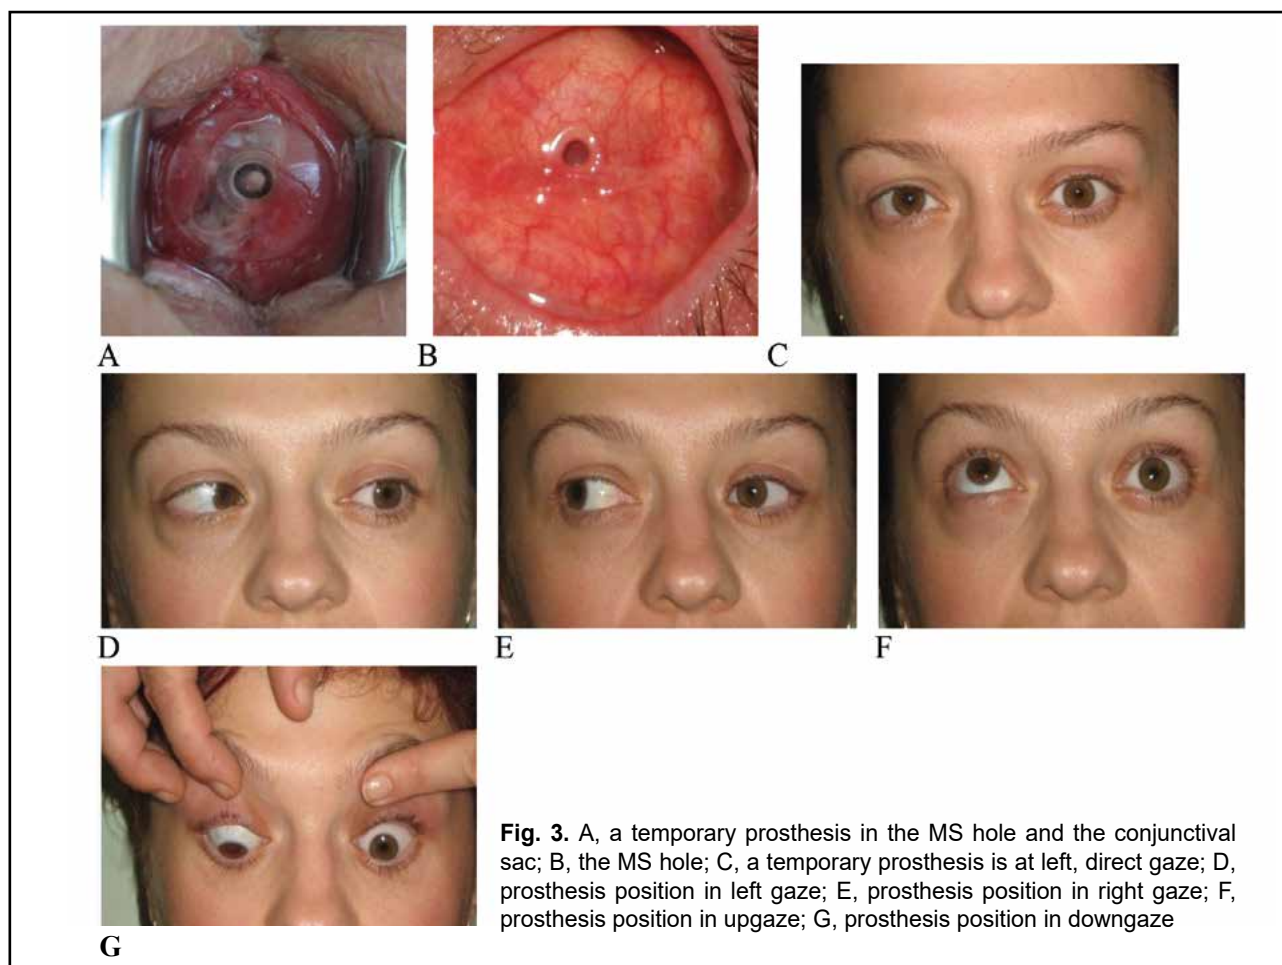 A
B
C
D
E
F
G
Fig. 3. A, a temporary prosthesis in the MS hole and the conjunctival
sac; B, the MS hole; C, a temporary prosthesis is at left, direct gaze; D,
prosthesis position in left gaze; E, prosthesis position in right gaze; F,
prosthesis position in upgaze; G, prosthesis position in downgaze